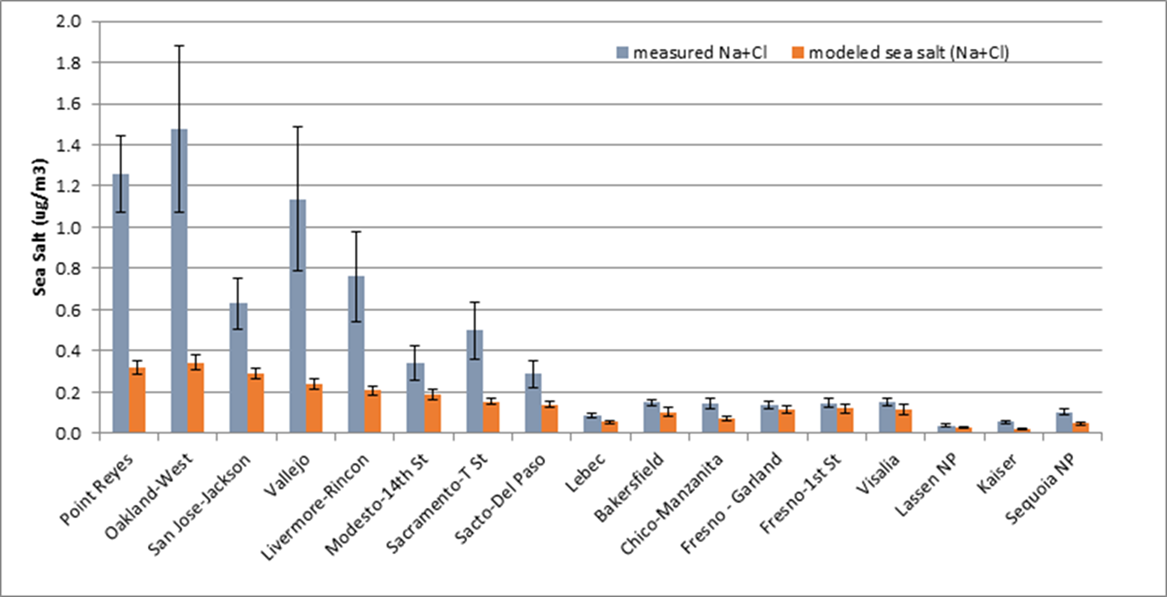 2.0
1.8
1.6
1.4
1.2
1.0
0.8
0.6
0.4
0.2
0.0
Sea Salt (ug/m3)
measured Na+Cl
modeled sea salt (Na+Cl)
Point Reyes
Oakland-West
San Jose-Jackson
Vallejo
Livermore-Rincon
Modesto-14th St
Sacramento-T St
Sacto-Del Paso
Lebec
Bakersfield
Chico-Manzanita
Fresno - Garland
Fresno-1st St
Visalia
Lassen NP
Kaiser
Sequoia NP